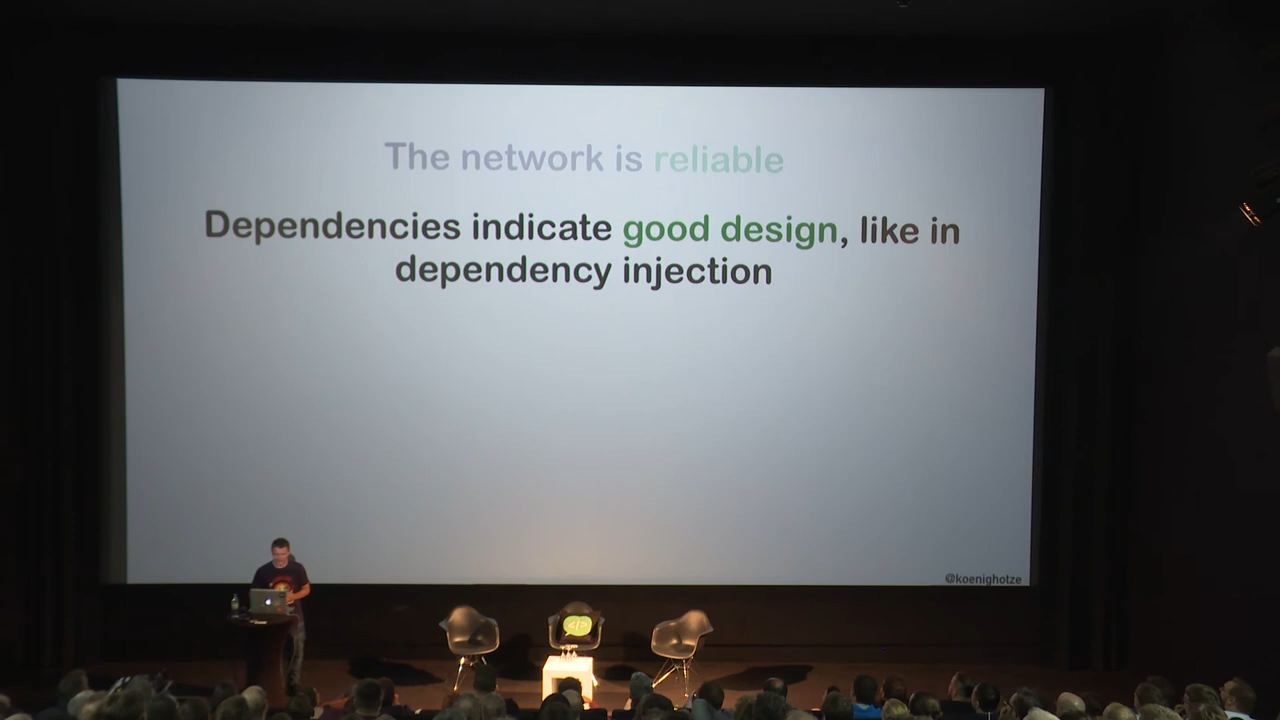 The network is reliable
Dependencies indicate good design, like in
dependency injection
@koenighotze